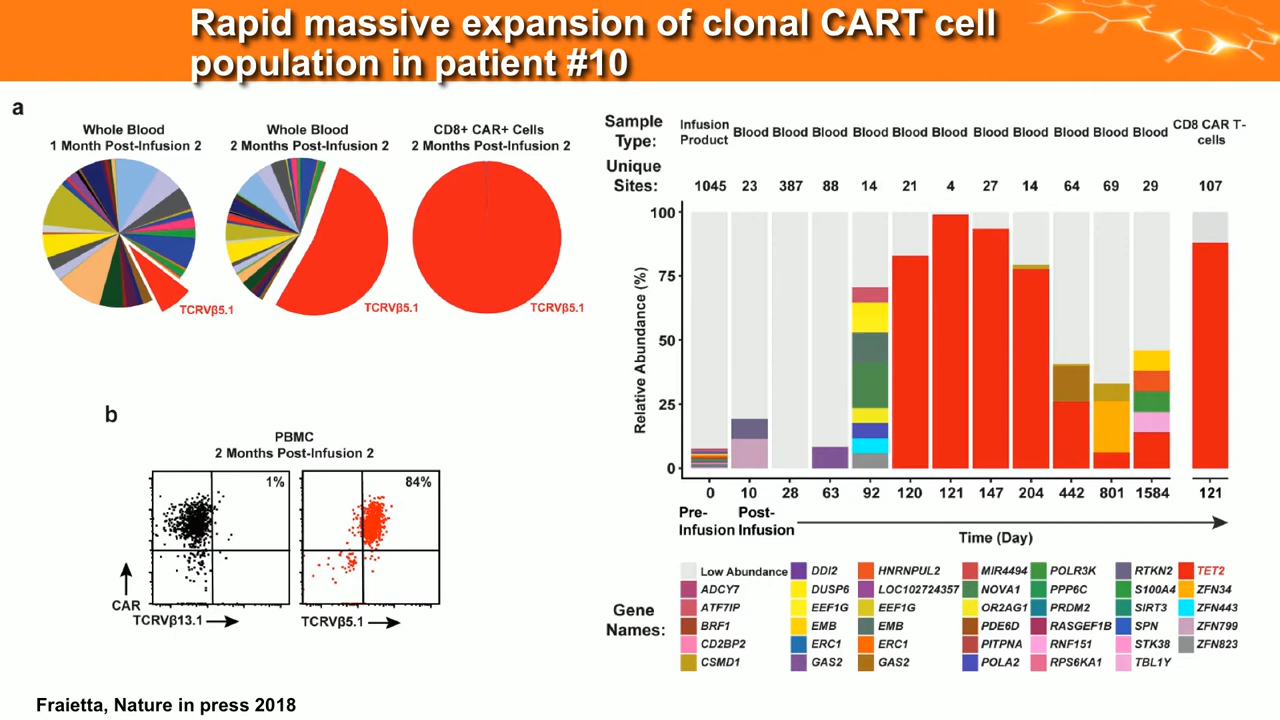 Rapid massive expansion of clonal CART cell
population in patient #10
a
Whole Blood
1 Month Post-Infusion 2
Whole Blood
2 Months Post-Infusion 2
CD8+ CAR+ Cells
2 Months Post-Infusion 2
TCRVβ5.1
TCRVβ5.1
TCRVβ5.1
b
PBMC
2 Months Post-Infusion 2
1%
84%
CAR
TCRVβ13.1
TCRVβ5.1
Sample
Type:
Infusion
Product
Blood Blood Blood Blood Blood Blood Blood Blood Blood Blood Blood
CD8 CAR T-
cells
Unique
Sites:
1045 23 387 88 14 21 4 27 14 64 69 29 107
Relative Abundance (%)
100
75
50
25
0
0 10 28 63 92 120 121 147 204 442 801 1584 121
Pre-
Infusion
Post-
Infusion
Time (Day)
Gene
Names:
Low Abundance
ADCY7
ATF7IP
BRF1
CD2BP2
CSMD1
DDI2
DUSP6
EEF1G
EMB
ERC1
GAS2
HNRNPUL2
LOC102724357
EEF1G
EMB
ERC1
GAS2
MIR4494
NOVA1
OR2AG1
PDE6D
PITPNA
POLA2
POLR3K
PPP6C
PRDM2
RASGEF1B
RNF151
RPS6KA1
RTKN2
S100A4
SIRT3
SPN
STK38
TBL1Y
TET2
ZFN34
ZFN443
ZFN799
ZFN823
Fraietta, Nature in press 2018